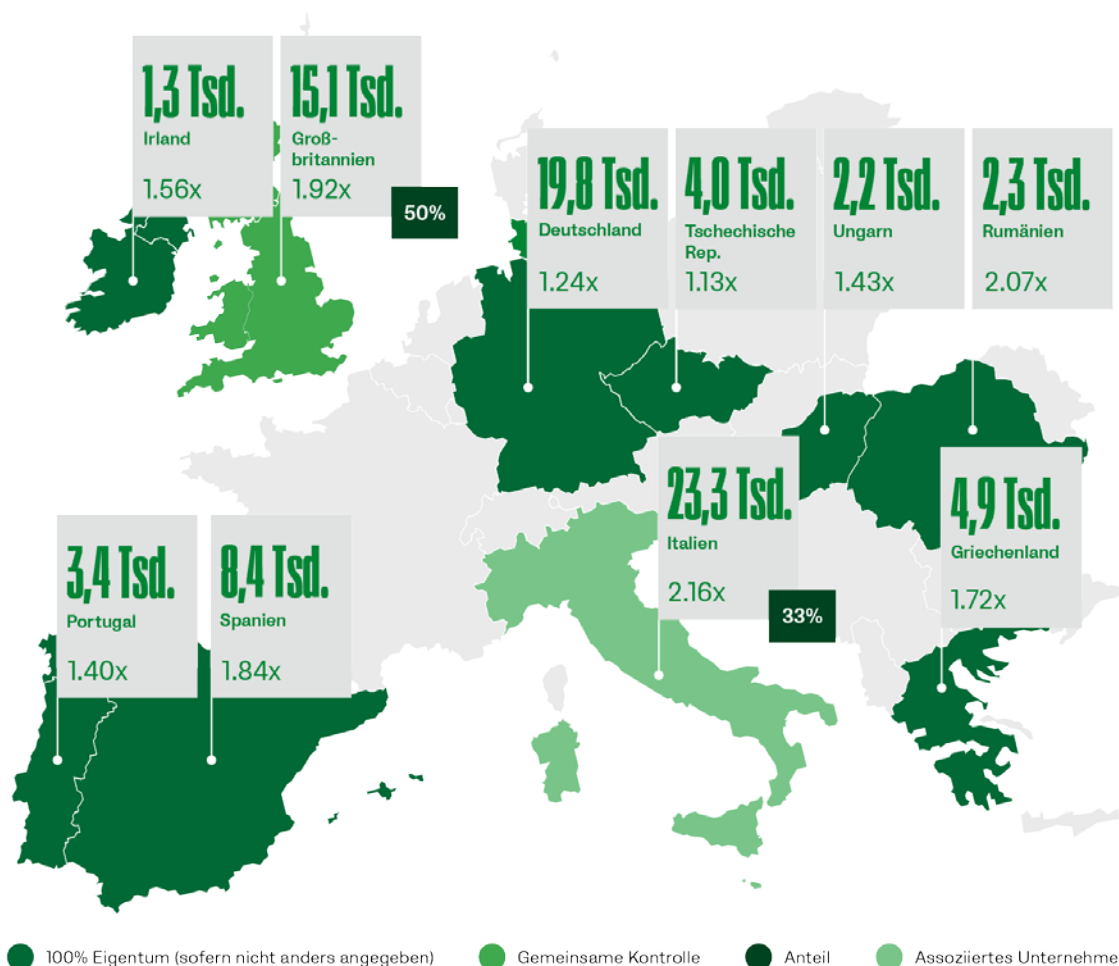 1,3 Tsd.
Irland
1.56x
15,1 Tsd.
Groß-
britannien
1.92x
50%
19,8 Tsd.
Deutschland
1.24x
4,0 Tsd.
Tschechische
Rep.
1.13x
2,2 Tsd.
Ungarn
1.43x
2,3 Tsd.
Rumänien
2.07x
23,3 Tsd.
Italien
2.16x
33%
4,9 Tsd.
Griechenland
1.72x
3,4 Tsd.
Portugal
1.40x
8,4 Tsd.
Spanien
1.84x
100% Eigentum (sofern nicht anders angegeben)
Gemeinsame Kontrolle
Anteil
Assoziiertes Unternehme